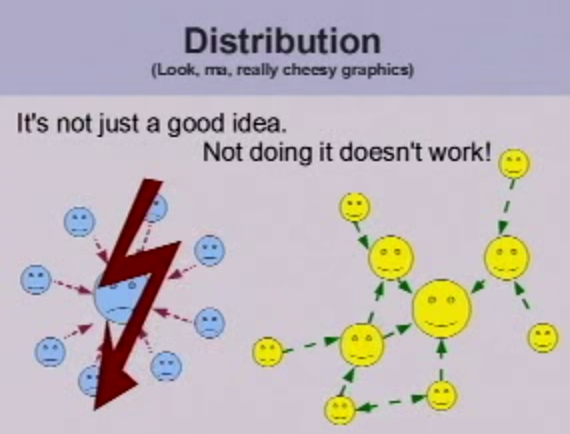 Distribution
(Look, ma, really cheesy graphics)
It's not just a good idea.
Not doing it doesn't work!